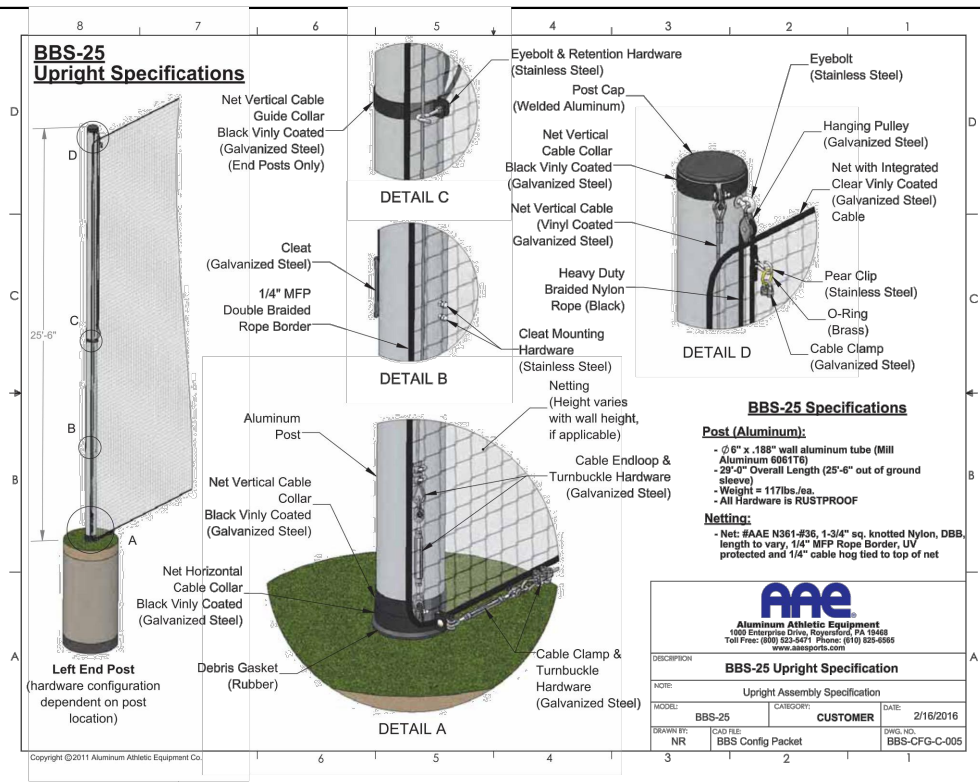 8 7 6 5 4 3 2 1
BBS-25
Upright Specifications
D
C
B
A
D
C
B
A
25'-6"
D
C
B
A
Left End Post
(hardware configuration
dependent on post
location)
Net Vertical Cable
Guide Collar
Black Vinly Coated
(Galvanized Steel)
(End Posts Only)
Eyebolt & Retention Hardware
(Stainless Steel)
DETAIL C
Cleat
(Galvanized Steel)
1/4" MFP
Double Braided
Rope Border
Cleat Mounting
Hardware
(Stainless Steel)
DETAIL B
Post Cap
(Welded Aluminum)
Net Vertical
Cable Collar
Black Vinly Coated
(Galvanized Steel)
Net Vertical Cable
(Vinyl Coated
Galvanized Steel)
Heavy Duty
Braided Nylon
Rope (Black)
Eyebolt
(Stainless Steel)
Hanging Pulley
(Galvanized Steel)
Net with Integrated
Clear Vinly Coated
(Galvanized Steel)
Cable
Pear Clip
(Stainless Steel)
O-Ring
(Brass)
Cable Clamp
(Galvanized Steel)
DETAIL D
Aluminum
Post
Net Vertical Cable
Collar
Black Vinly Coated
(Galvanized Steel)
Net Horizontal
Cable Collar
Black Vinly Coated
(Galvanized Steel)
Debris Gasket
(Rubber)
Netting
(Height varies
with wall height,
if applicable)
Cable Endloop &
Turnbuckle Hardware
(Galvanized Steel)
Cable Clamp &
Turnbuckle
Hardware
(Galvanized Steel)
DETAIL A
BBS-25 Specifications
Post (Aluminum):
- Ø 6" x .188" wall aluminum tube (Mill
Aluminum 6061T6)
- 29'-0" Overall Length (25'-6" out of ground
sleeve)
- Weight = 117lbs./ea.
- All Hardware is RUSTPROOF
Netting:
- Net: #AAE N361-#36, 1-3/4" sq. knotted Nylon, DBB,
length to vary, 1/4" MFP Rope Border, UV
protected and 1/4" cable hog tied to top of net
AAE®
Aluminum Athletic Equipment
1000 Enterprise Drive, Royersford, PA 19468
Toll Free: (800) 523-5471 Phone: (610) 825-6565
www.aaesports.com
DESCRIPTION
BBS-25 Upright Specification
NOTE:
Upright Assembly Specification
MODEL: CATEGORY: DATE:
BBS-25 CUSTOMER 2/16/2016
DRAWN BY: CAD FILE: DWG. NO.
NR BBS Config Packet BBS-CFG-C-005
Copyright ©2011 Aluminum Athletic Equipment Co.
6 5 4 3 2 1